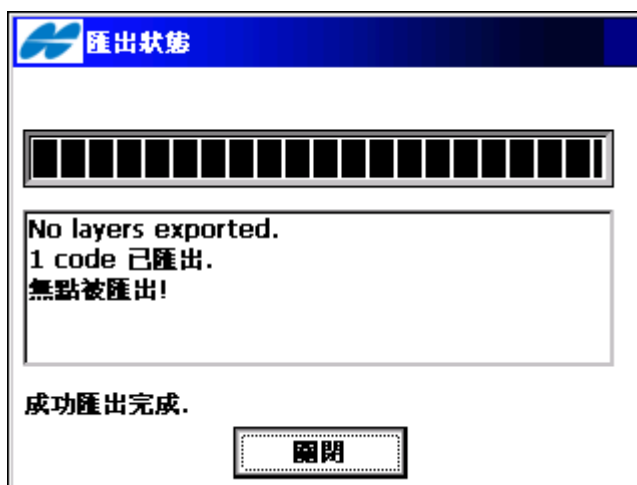 匯出狀態
No layers exported.
1 code 已匯出.
無點被匯出!
成功匯出完成.
關閉